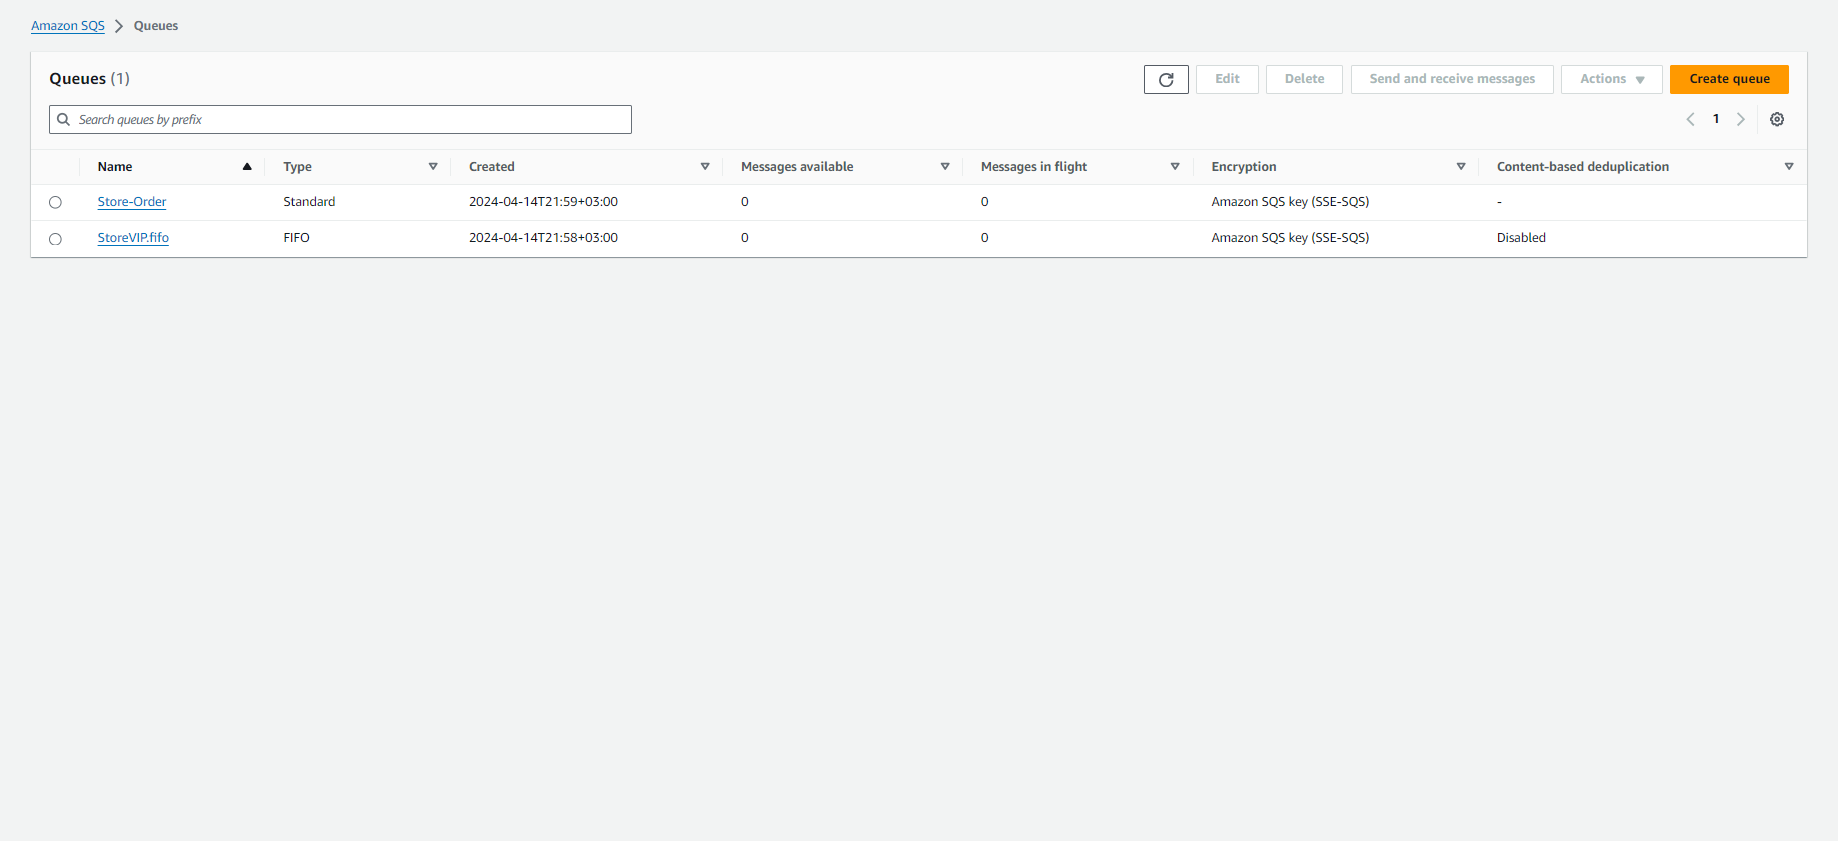 Amazon SQS > Queues
Queues (1)
Edit Delete Send and receive messages Actions Create queue
Search queues by prefix
1
Name Type Created Messages available Messages in flight Encryption Content-based deduplication
Store-Order Standard 2024-04-14T21:59+03:00 0 0 Amazon SQS key (SSE-SQS) -
StoreVIP.fifo FIFO 2024-04-14T21:58+03:00 0 0 Amazon SQS key (SSE-SQS) Disabled